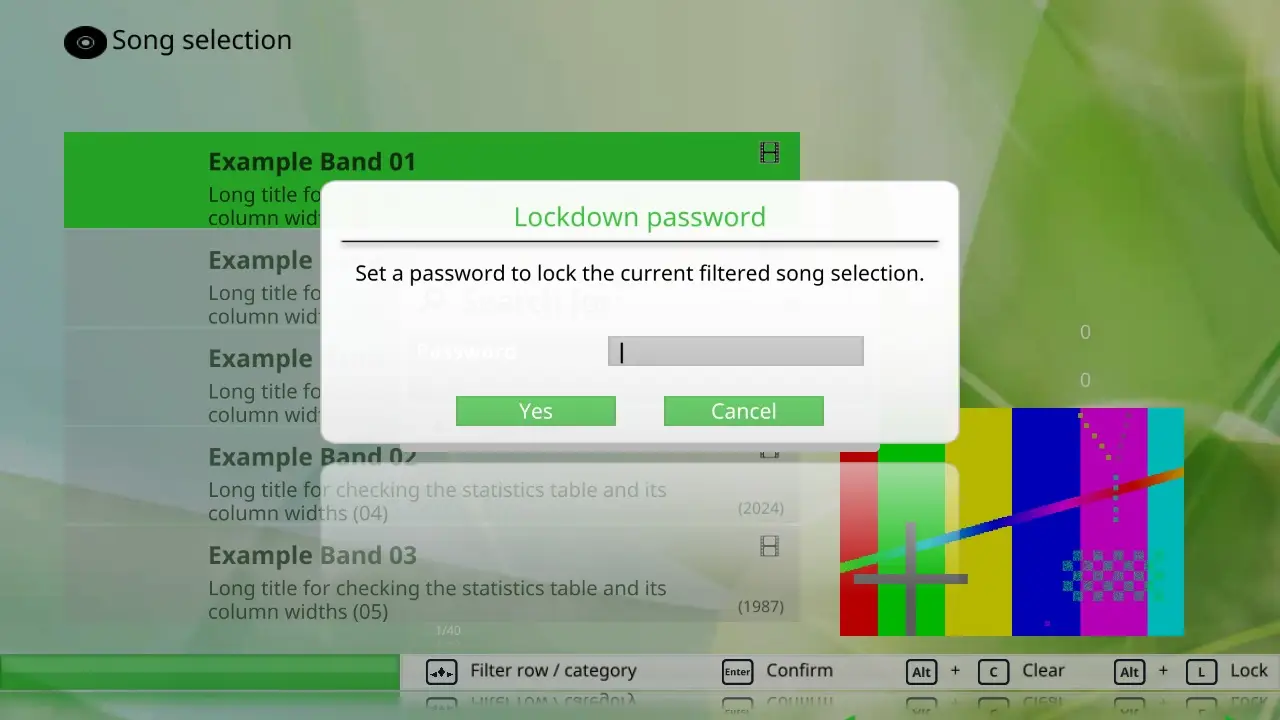 Song selection
Example Band 01
Long title fo
column widt
Example
Long title fo
column widt
Example
Long title fo
column widt
Lockdown password
Set a password to lock the current filtered song selection.
Search for
Password
Yes
Cancel
0
0
Example Band 02
Long title for checking the statistics table and its
column widths (04)
(2024)
Example Band 03
Long title for checking the statistics table and its
column widths (05)
(1987)
1/40
Filter row / category
Enter
Confirm
Alt + C Clear
Alt + L Lock